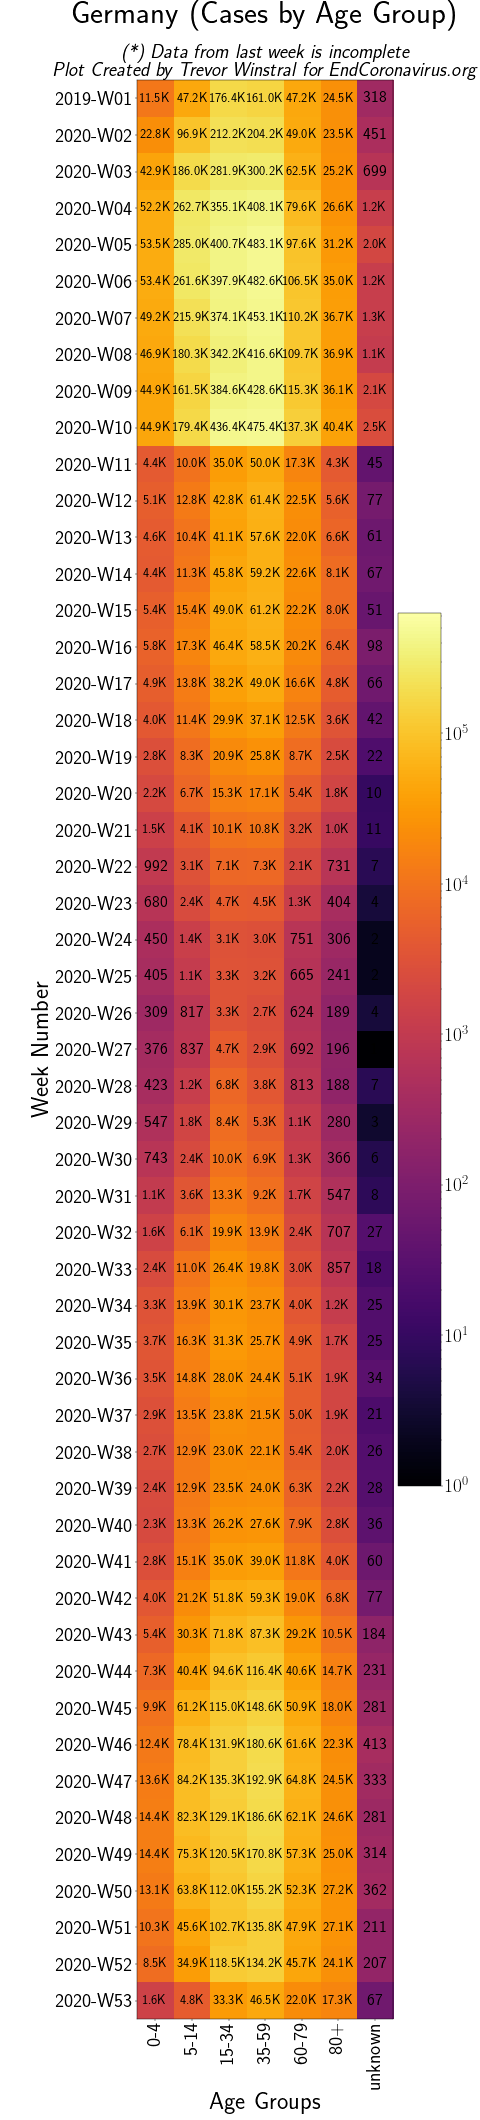 Germany (Cases by Age Group)
(*) Data from last week is incomplete
Plot Created by Trevor Winstral for EndCoronavirus.org
2019-W01 11.5K 47.2K 176.4K 161.0K 47.2K 24.5K 318
2020-W02 22.8K 96.9K 212.2K 204.2K 49.0K 23.5K 451
2020-W03 42.9K 186.0K 281.9K 300.2K 62.5K 25.2K 699
2020-W04 52.2K 262.7K 355.1K 408.1K 79.6K 26.6K 1.2K
2020-W05 53.5K 285.0K 400.7K 483.1K 97.6K 31.2K 2.0K
2020-W06 53.4K 261.6K 397.9K 482.6K 106.5K 35.0K 1.2K
2020-W07 49.2K 215.9K 374.1K 453.1K 110.2K 36.7K 1.3K
2020-W08 46.9K 180.3K 342.2K 416.6K 109.7K 36.9K 1.1K
2020-W09 44.9K 161.5K 384.6K 428.6K 115.3K 36.1K 2.1K
2020-W10 44.9K 179.4K 436.4K 475.4K 137.3K 40.4K 2.5K
2020-W11 4.4K 10.0K 35.0K 50.0K 17.3K 4.3K 45
2020-W12 5.1K 12.8K 42.8K 61.4K 22.5K 5.6K 77
2020-W13 4.6K 10.4K 41.1K 57.6K 22.0K 6.6K 61
2020-W14 4.4K 11.3K 45.8K 59.2K 22.6K 8.1K 67
2020-W15 5.4K 15.4K 49.0K 61.2K 22.2K 8.0K 51
2020-W16 5.8K 17.3K 46.4K 58.5K 20.2K 6.4K 98
2020-W17 4.9K 13.8K 38.2K 49.0K 16.6K 4.8K 66
2020-W18 4.0K 11.4K 29.9K 37.1K 12.5K 3.6K 42
2020-W19 2.8K 8.3K 20.9K 25.8K 8.7K 2.5K 22
2020-W20 2.2K 6.7K 15.3K 17.1K 5.4K 1.8K 10
2020-W21 1.5K 4.1K 10.1K 10.8K 3.2K 1.0K 11
2020-W22 992 3.1K 7.1K 7.3K 2.1K 731 7
2020-W23 680 2.4K 4.7K 4.5K 1.3K 404 4
2020-W24 450 1.4K 3.1K 3.0K 751 306 2
2020-W25 405 1.1K 3.3K 3.2K 665 241 2
2020-W26 309 817 3.3K 2.7K 624 189 4
2020-W27 376 837 4.7K 2.9K 692 196
2020-W28 423 1.2K 6.8K 3.8K 813 188 7
2020-W29 547 1.8K 8.4K 5.3K 1.1K 280 3
2020-W30 743 2.4K 10.0K 6.9K 1.3K 366 6
2020-W31 1.1K 3.6K 13.3K 9.2K 1.7K 547 8
2020-W32 1.6K 6.1K 19.9K 13.9K 2.4K 707 27
2020-W33 2.4K 11.0K 26.4K 19.8K 3.0K 857 18
2020-W34 3.3K 13.9K 30.1K 23.7K 4.0K 1.2K 25
2020-W35 3.7K 16.3K 31.3K 25.7K 4.9K 1.7K 25
2020-W36 3.5K 14.8K 28.0K 24.4K 5.1K 1.9K 34
2020-W37 2.9K 13.5K 23.8K 21.5K 5.0K 1.9K 21
2020-W38 2.7K 12.9K 23.0K 22.1K 5.4K 2.0K 26
2020-W39 2.4K 12.9K 23.5K 24.0K 6.3K 2.2K 28
2020-W40 2.3K 13.3K 26.2K 27.6K 7.9K 2.8K 36
2020-W41 2.8K 15.1K 35.0K 39.0K 11.8K 4.0K 60
2020-W42 4.0K 21.2K 51.8K 59.3K 19.0K 6.8K 77
2020-W43 5.4K 30.3K 71.8K 87.3K 29.2K 10.5K 184
2020-W44 7.3K 40.4K 94.6K 116.4K 40.6K 14.7K 231
2020-W45 9.9K 61.2K 115.0K 148.6K 50.9K 18.0K 281
2020-W46 12.4K 78.4K 131.9K 180.6K 61.6K 22.3K 413
2020-W47 13.6K 84.2K 135.3K 192.9K 64.8K 24.5K 333
2020-W48 14.4K 82.3K 129.1K 186.6K 62.1K 24.6K 281
2020-W49 14.4K 75.3K 120.5K 170.8K 57.3K 25.0K 314
2020-W50 13.1K 63.8K 112.0K 155.2K 52.3K 27.2K 362
2020-W51 10.3K 45.6K 102.7K 135.8K 47.9K 27.1K 211
2020-W52 8.5K 34.9K 118.5K 134.2K 45.7K 24.1K 207
2020-W53 1.6K 4.8K 33.3K 46.5K 22.0K 17.3K 67
0-4 5-14 15-34 35-59 60-79 80+ unknown
Age Groups
Week Number
10⁵
10⁴
10³
10²
10¹
10⁰